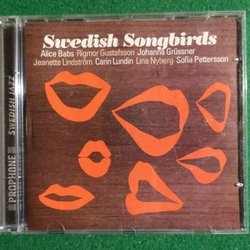 Swedish Songbirds
Alice Babs Rigmor Gustafsson Johanna Grüssner
Jeanette Lindström Carin Lundin Lina Nyberg Sofia Pettersson
PROPHONE SWEDISH JAZZ